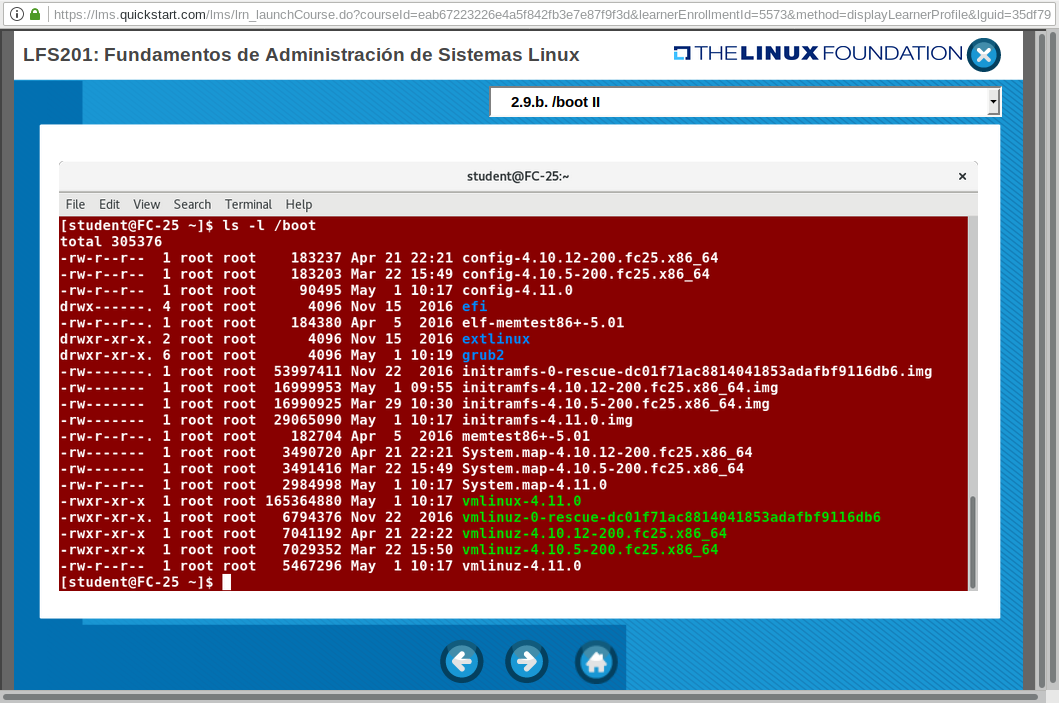 https://lms.quickstart.com/lms/lrn_launchCourse.do?courseId=eab67223226e4a5f842fb3e7e87f9f3d&learnerEnrollmentId=5573&method=displayLearnerProfile&lguid=35df79
LFS201: Fundamentos de Administración de Sistemas Linux
THE LINUX FOUNDATION
2.9.b. /boot II
student@FC-25:~
File Edit View Search Terminal Help
[student@FC-25 ~]$ ls -l /boot
total 305376
-rw-r--r--  1 root root    183237 Apr 21 22:21 config-4.10.12-200.fc25.x86_64
-rw-r--r--  1 root root    183203 Mar 22 15:49 config-4.10.5-200.fc25.x86_64
-rw-r--r--  1 root root     90495 May  1 10:17 config-4.11.0
drwx------. 4 root root      4096 Nov 15  2016 efi
-rw-r--r--. 1 root root    184380 Apr  5  2016 elf-memtest86+-5.01
drwxr-xr-x. 2 root root      4096 Nov 15  2016 extlinux
drwxr-xr-x. 6 root root      4096 May  1 10:19 grub2
-rw-------. 1 root root  53997411 Nov 22  2016 initramfs-0-rescue-dc01f71ac8814041853adafbf9116db6.img
-rw-------  1 root root  16999953 May  1 09:55 initramfs-4.10.12-200.fc25.x86_64.img
-rw-------  1 root root  16990925 Mar 29 10:30 initramfs-4.10.5-200.fc25.x86_64.img
-rw-------  1 root root  29065090 May  1 10:17 initramfs-4.11.0.img
-rw-r--r--. 1 root root    182704 Apr  5  2016 memtest86+-5.01
-rw-------  1 root root   3490720 Apr 21 22:21 System.map-4.10.12-200.fc25.x86_64
-rw-------  1 root root   3491416 Mar 22 15:49 System.map-4.10.5-200.fc25.x86_64
-rw-r--r--  1 root root   2984998 May  1 10:17 System.map-4.11.0
-rwxr-xr-x  1 root root 165364880 May  1 10:17 vmlinux-4.11.0
-rwxr-xr-x. 1 root root   6794376 Nov 22  2016 vmlinuz-0-rescue-dc01f71ac8814041853adafbf9116db6
-rwxr-xr-x  1 root root   7041192 Apr 21 22:22 vmlinuz-4.10.12-200.fc25.x86_64
-rwxr-xr-x  1 root root   7029352 Mar 22 15:50 vmlinuz-4.10.5-200.fc25.x86_64
-rw-r--r--  1 root root   5467296 May  1 10:17 vmlinuz-4.11.0
[student@FC-25 ~]$